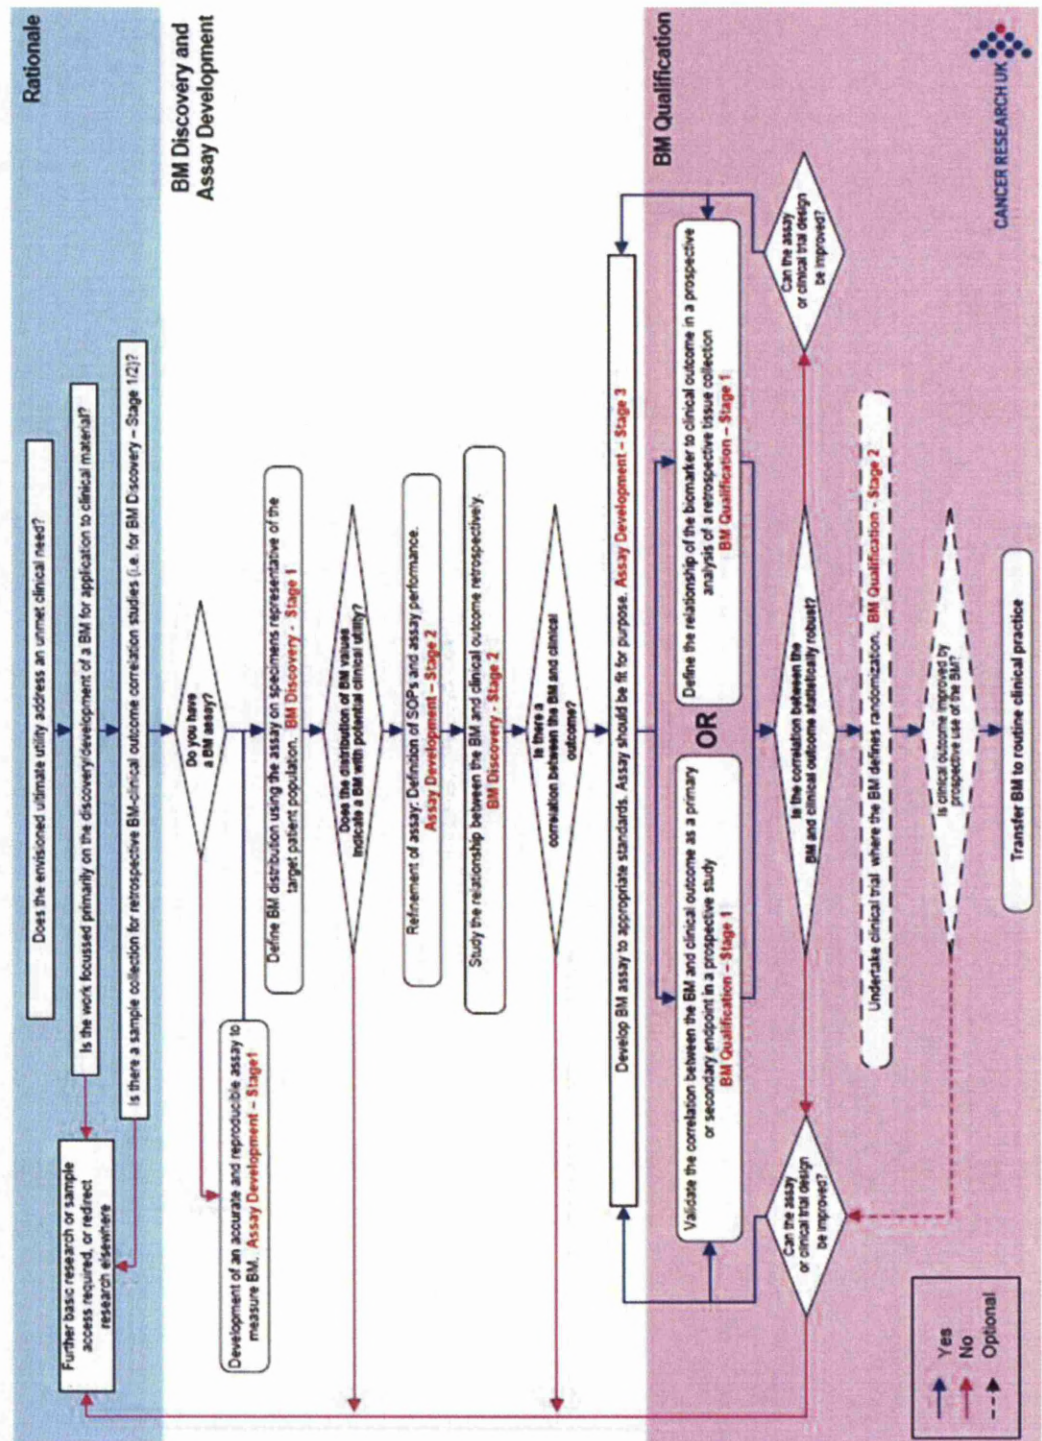 Rationale
Does the envisioned ultimate utility address an unmet clinical need?
Is the work focussed primarily on the discovery/development of a BM for application to clinical material?
Is there a sample collection for retrospective BM-clinical outcome correlation studies (i.e. for BM Discovery – Stage 1/2)?
Further basic research or sample
access required, or redirect
research elsewhere
BM Discovery and
Assay Development
Do you have
a BM assay?
Development of an accurate and reproducible assay to
measure BM. Assay Development – Stage1
Define BM distribution using the assay on specimens representative of the
target patient population. BM Discovery - Stage 1
Does the distribution of BM values
indicate a BM with potential clinical utility?
Refinement of assay: Definition of SOPs and assay performance.
Assay Development – Stage 2
Study the relationship between the BM and clinical outcome retrospectively.
BM Discovery - Stage 2
Is there a
correlation between the BM and clinical
outcome?
Develop BM assay to appropriate standards. Assay should be fit for purpose. Assay Development – Stage 3
BM Qualification
Validate the correlation between the BM and clinical outcome as a primary
or secondary endpoint in a prospective study
BM Qualification – Stage 1
OR
Define the relationship of the biomarker to clinical outcome in a prospective
analysis of a retrospective tissue collection
BM Qualification – Stage 1
Is the correlation between the
BM and clinical outcome statistically robust?
Can the assay
or clinical trial design
be improved?
Can the assay
or clinical trial design
be improved?
Undertake clinical trial where the BM defines randomization. BM Qualification - Stage 2
Is clinical outcome improved by
prospective use of the BM?
Transfer BM to routine clinical practice
Yes
No
Optional
CANCER RESEARCH UK